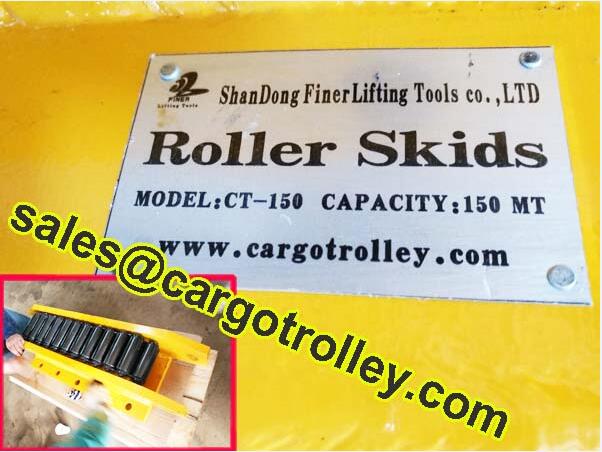 FINER
Lifting Tools
ShanDong FinerLifting Tools co.,LTD
Roller Skids
MODEL:CT-150 CAPACITY:150 MT
www.cargotrolley.com
sales@cargotrolley.com